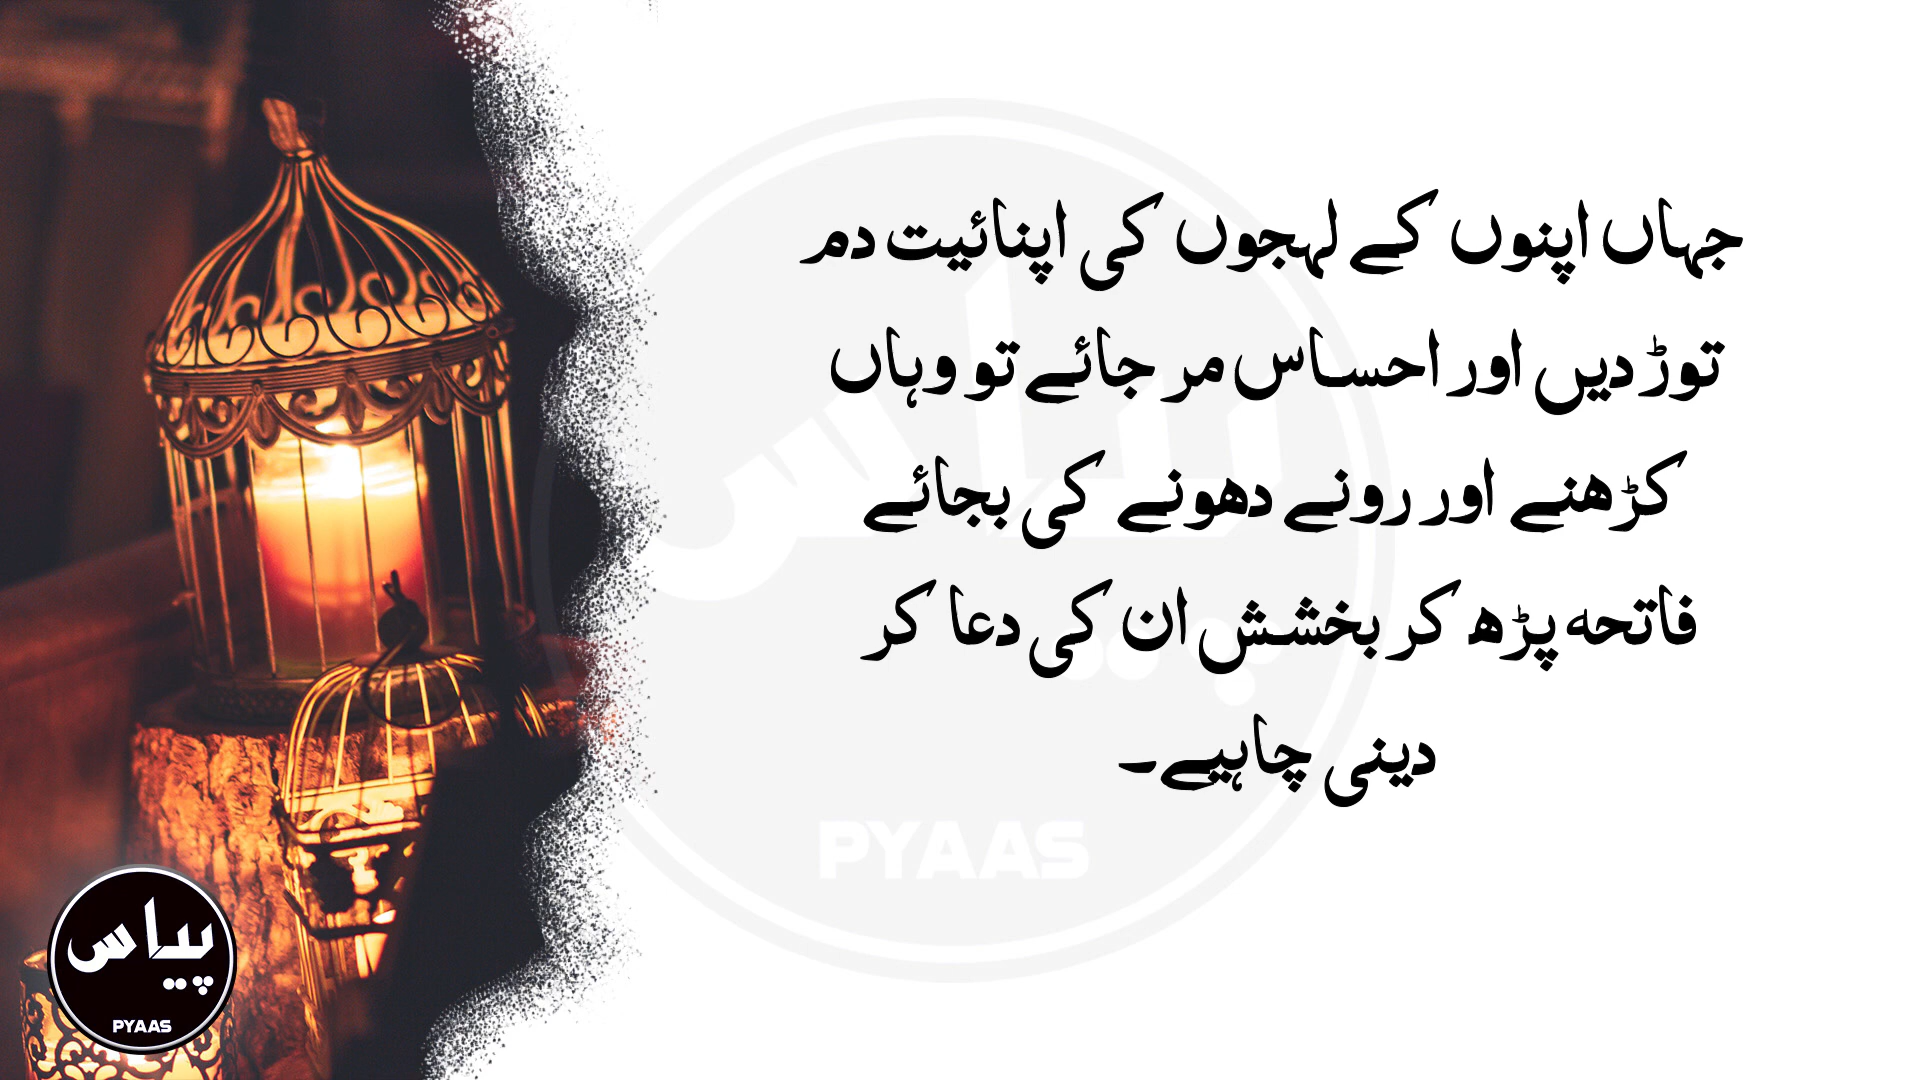 جہاں اپنوں کے لہجوں کی اپنائیت دم
توڑ دیں اور احساس مر جائے تو وہاں
کڑھنے اور رونے دھونے کی بجائے
فاتحہ پڑھ کر بخشش ان کی دعا کر
دینی چاہیے۔
پیاس
PYAAS
پیاس
PYAAS